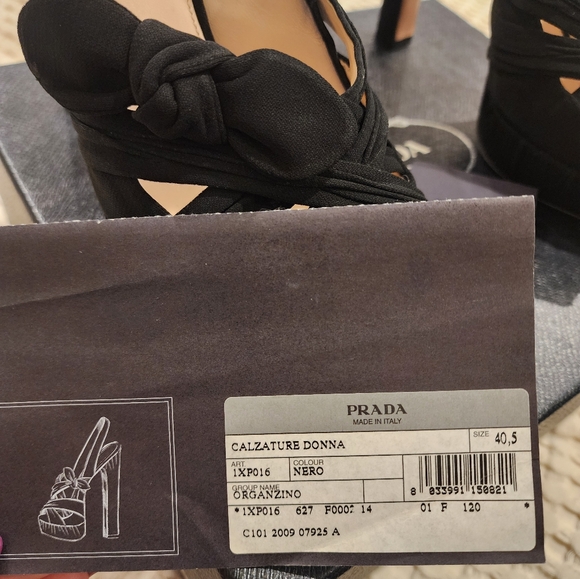 PRADA
MADE IN ITALY
CALZATURE DONNA
SIZE 40,5
ART COLOUR
1XP016 NERO
GROUP NAME
ORGANZINO
8 033991 150821
*1XP016 627 F0002 14 01 F 120 *
C101 2009 07925 A